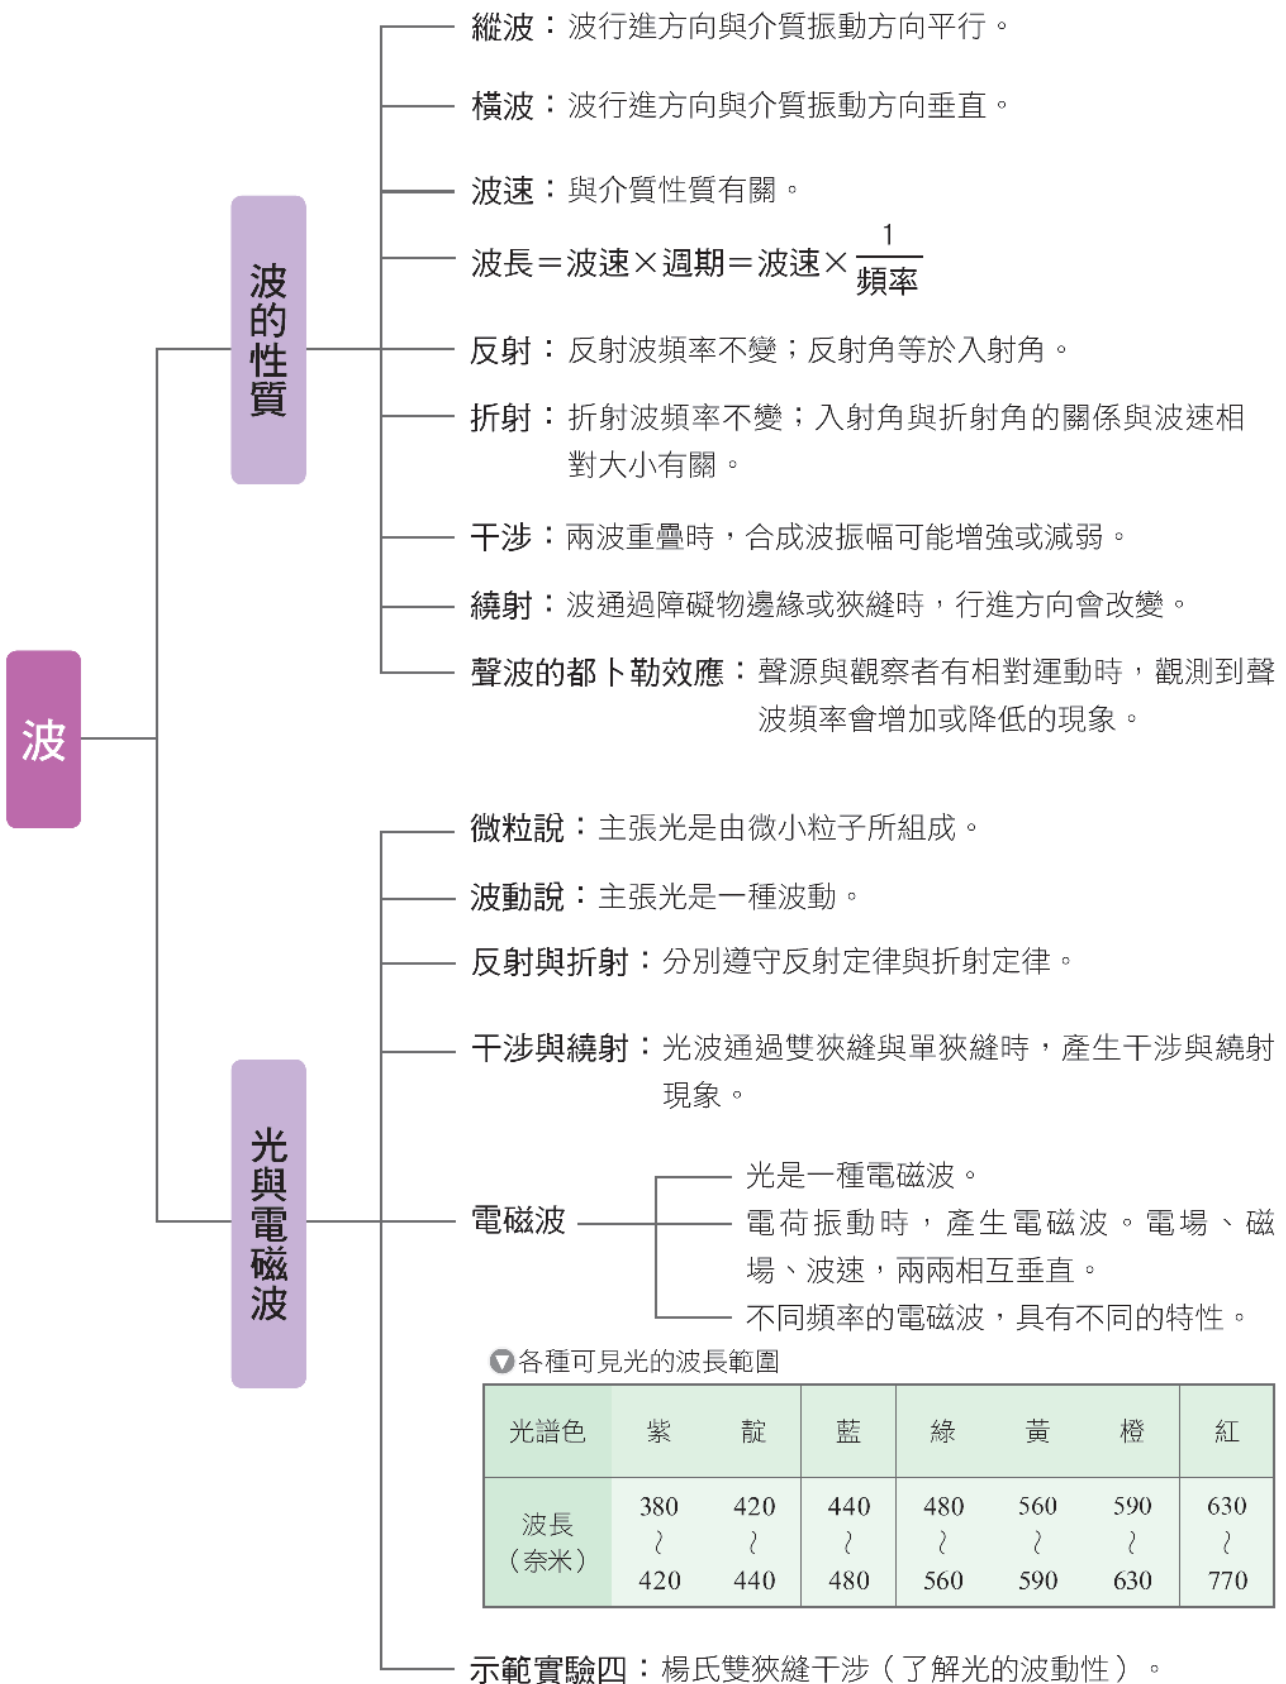 波
波的性質
縱波：波行進方向與介質振動方向平行。
橫波：波行進方向與介質振動方向垂直。
波速：與介質性質有關。
波長＝波速×週期＝波速×1/頻率
反射：反射波頻率不變；反射角等於入射角。
折射：折射波頻率不變；入射角與折射角的關係與波速相
對大小有關。
干涉：兩波重疊時，合成波振幅可能增強或減弱。
繞射：波通過障礙物邊緣或狹縫時，行進方向會改變。
聲波的都卜勒效應：聲源與觀察者有相對運動時，觀測到聲
波頻率會增加或降低的現象。
光與電磁波
微粒說：主張光是由微小粒子所組成。
波動說：主張光是一種波動。
反射與折射：分別遵守反射定律與折射定律。
干涉與繞射：光波通過雙狹縫與單狹縫時，產生干涉與繞射
現象。
電磁波
光是一種電磁波。
電荷振動時，產生電磁波。電場、磁
場、波速，兩兩相互垂直。
不同頻率的電磁波，具有不同的特性。
各種可見光的波長範圍
光譜色 紫 靛 藍 綠 黃 橙 紅
波長（奈米） 380～420 420～440 440～480 480～560 560～590 590～630 630～770
示範實驗四：楊氏雙狹縫干涉（了解光的波動性）。